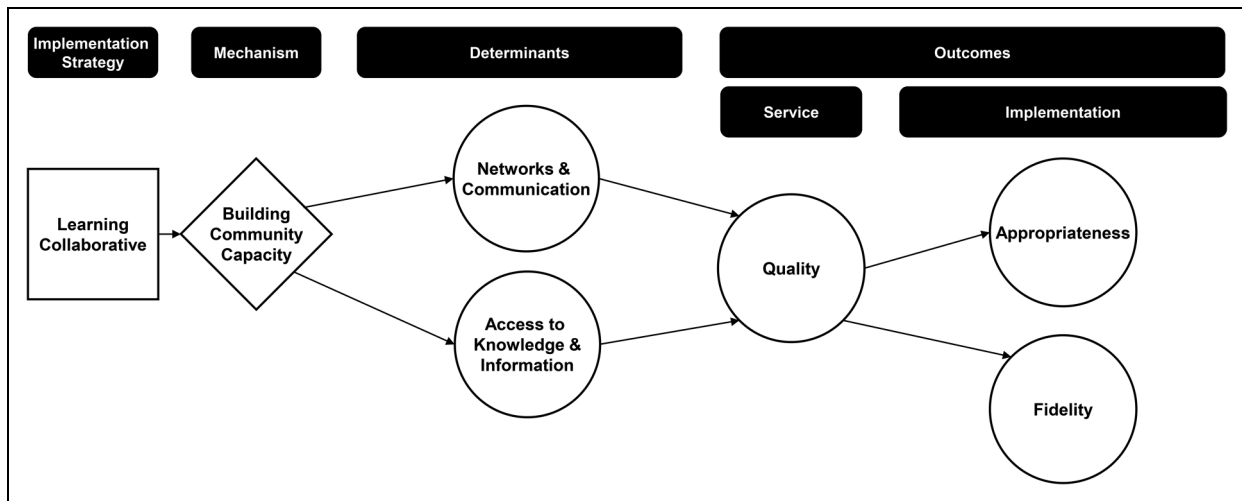 Implementation
Strategy
Mechanism
Determinants
Outcomes
Service
Implementation
Learning
Collaborative
Building
Community
Capacity
Networks &
Communication
Access to
Knowledge &
Information
Quality
Appropriateness
Fidelity